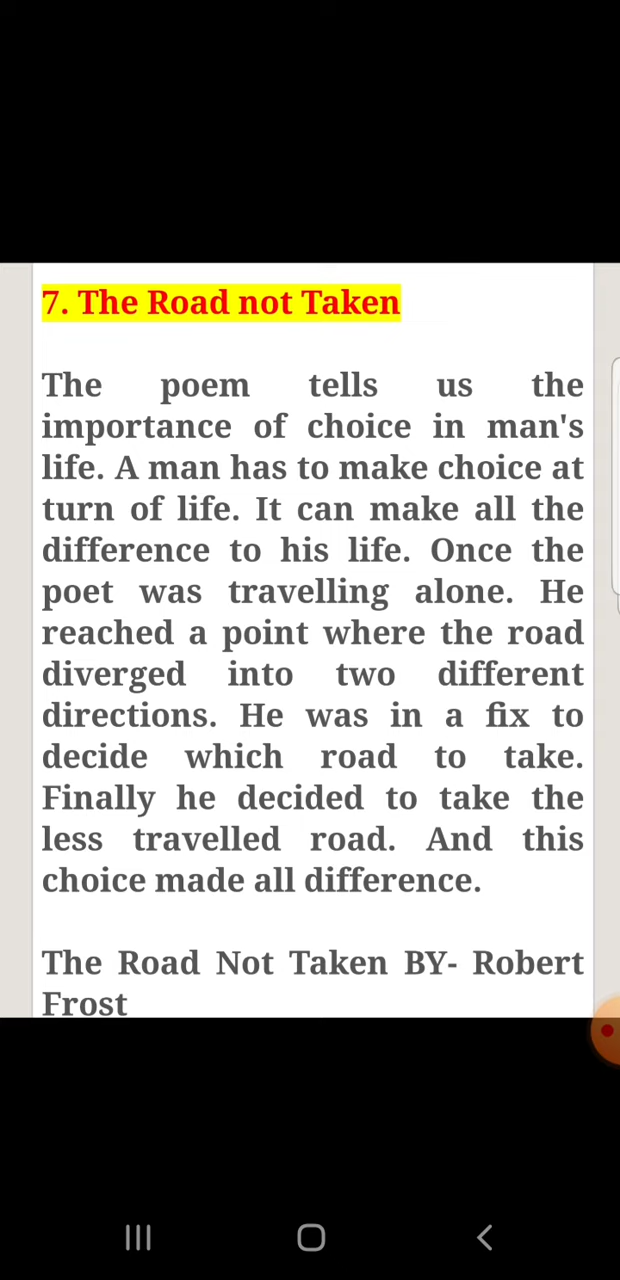 7. The Road not Taken
The poem tells us the
importance of choice in man's
life. A man has to make choice at
turn of life. It can make all the
difference to his life. Once the
poet was travelling alone. He
reached a point where the road
diverged into two different
directions. He was in a fix to
decide which road to take.
Finally he decided to take the
less travelled road. And this
choice made all difference.
The Road Not Taken BY- Robert
Frost